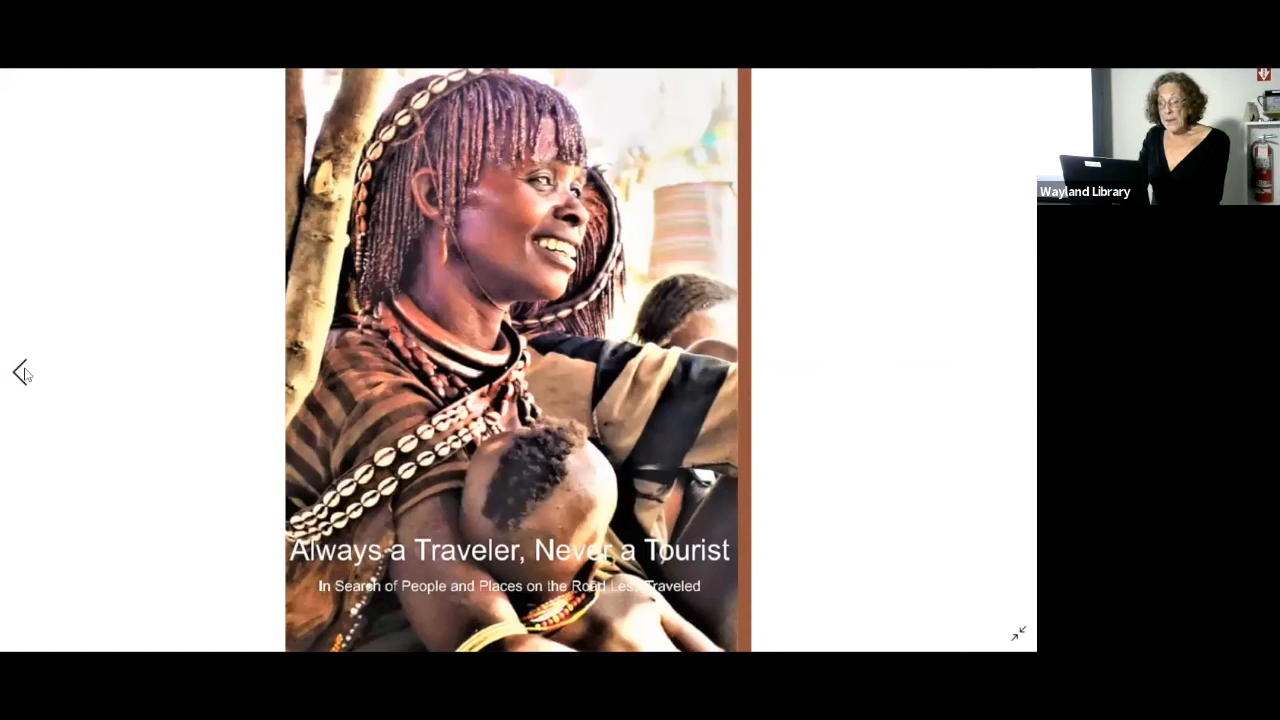 Always a Traveler, Never a Tourist
In Search of People and Places on the Road Less Traveled
Wayland Library